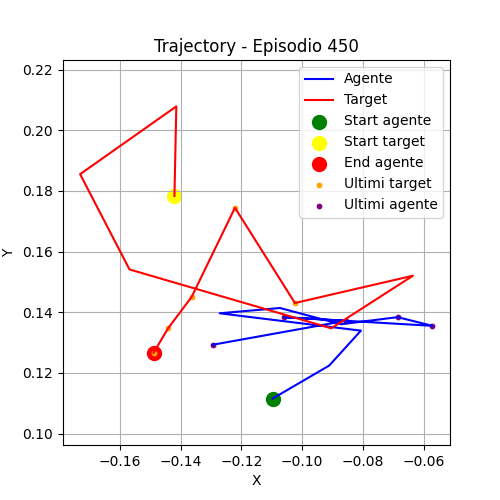 Trajectory - Episodio 450
Agente
Target
Start agente
Start target
End agente
Ultimi target
Ultimi agente
Y
0.22
0.20
0.18
0.16
0.14
0.12
0.10
−0.16
−0.14
−0.12
−0.10
−0.08
−0.06
X